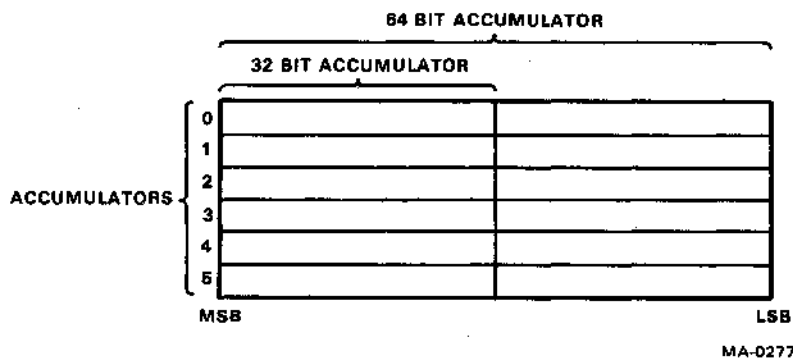 64 BIT ACCUMULATOR
32 BIT ACCUMULATOR
0
1
2
ACCUMULATORS
3
4
5
MSB
LSB
MA-0277